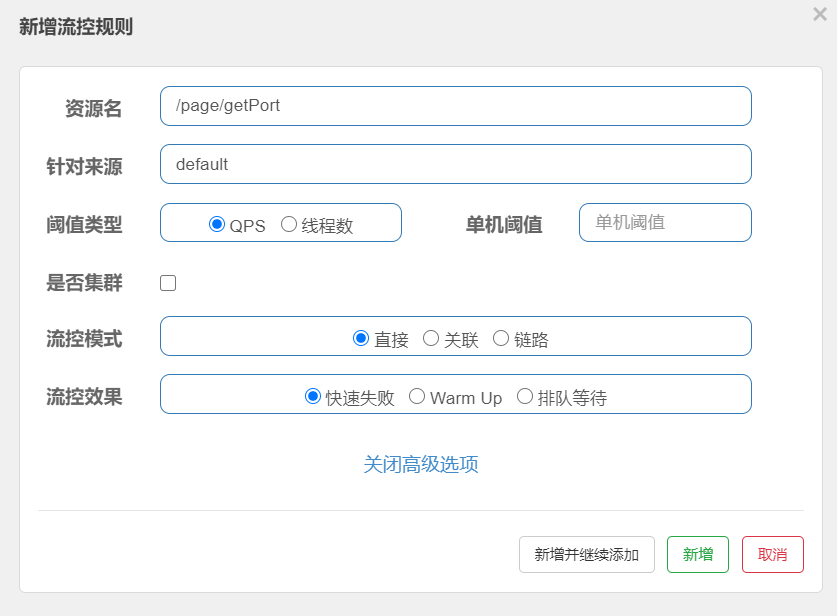 新增流控规则
×
资源名 /page/getPort
针对来源 default
阈值类型 QPS 线程数 单机阈值 单机阈值
是否集群
流控模式 直接 关联 链路
流控效果 快速失败 Warm Up 排队等待
关闭高级选项
新增并继续添加 新增 取消